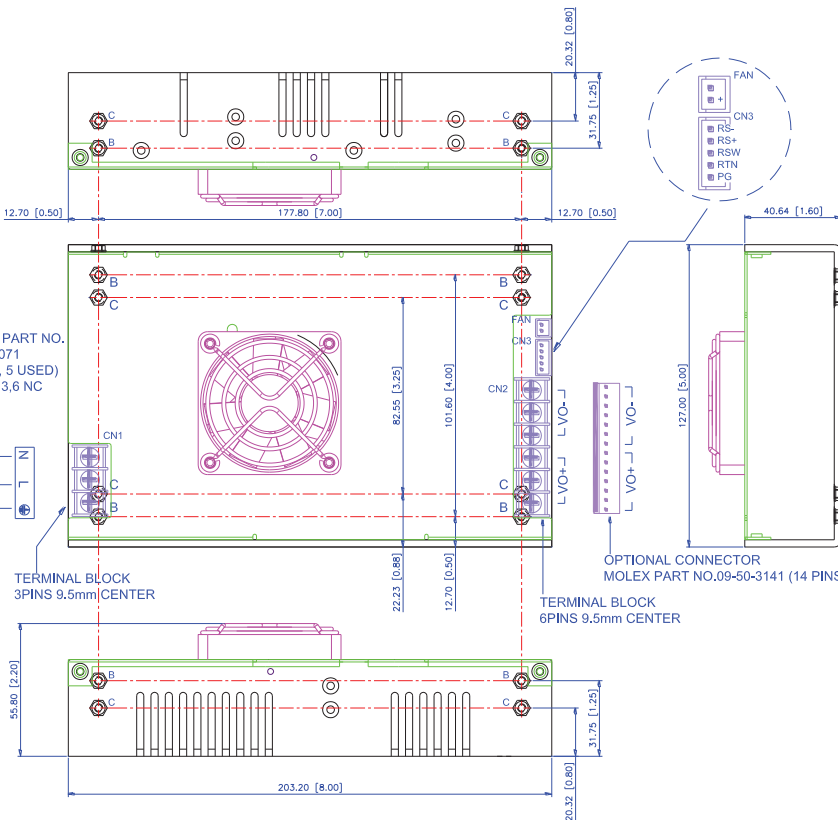 20.32 [0.80]
31.75 [1.25]
C
C
B
B
FAN
+
CN3
RS-
RS+
RSW
RTN
PG
12.70 [0.50]
177.80 [7.00]
12.70 [0.50]
40.64 [1.60]
B
B
C
C
PART NO.
071
, 5 USED)
3,6 NC
FAN
CN3
CN2
VO-
VO+
VO-
VO+
82.55 [3.25]
101.60 [4.00]
127.00 [5.00]
CN1
N
L
C
C
B
B
22.23 [0.88]
12.70 [0.50]
TERMINAL BLOCK
3PINS 9.5mm CENTER
OPTIONAL CONNECTOR
MOLEX PART NO.09-50-3141 (14 PINS
TERMINAL BLOCK
6PINS 9.5mm CENTER
55.80 [2.20]
B
B
C
C
31.75 [1.25]
20.32 [0.80]
203.20 [8.00]